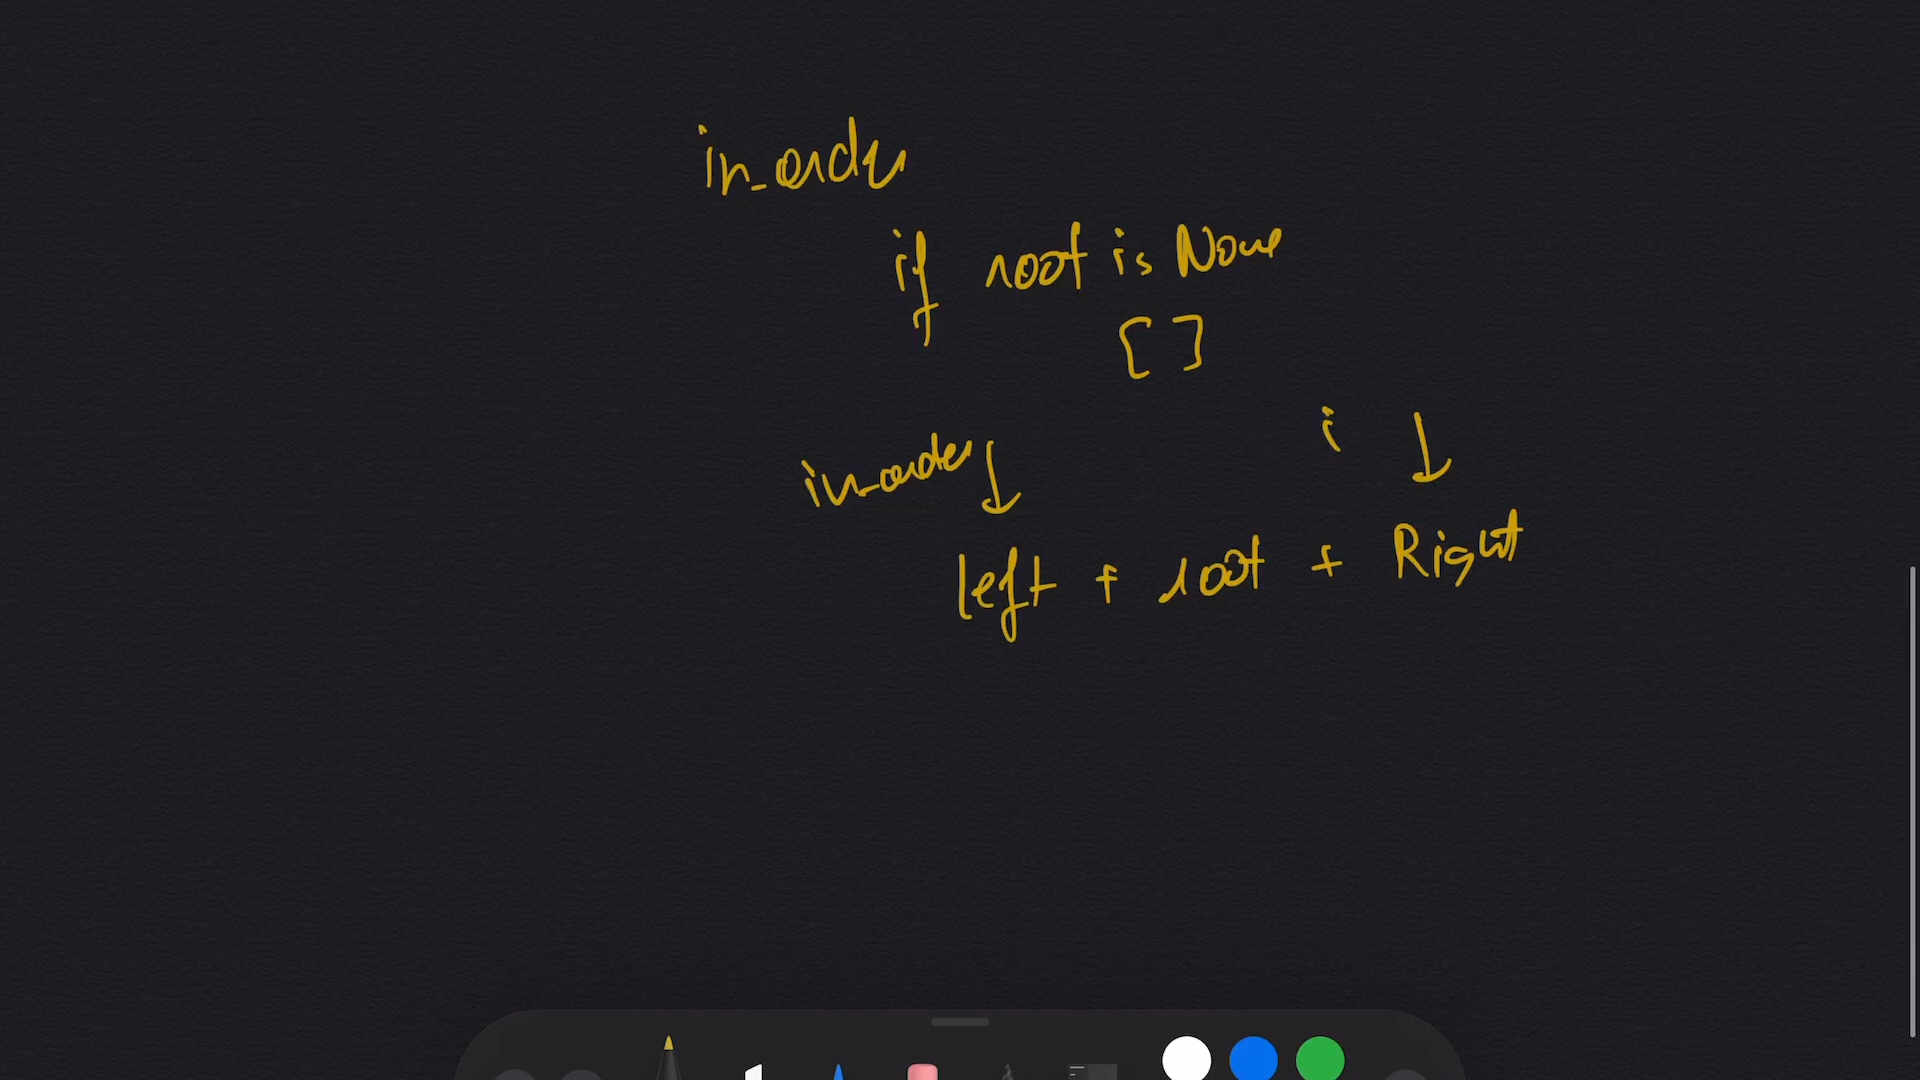 in_order
if root is None
[ ]
in_order i
left + root + Right